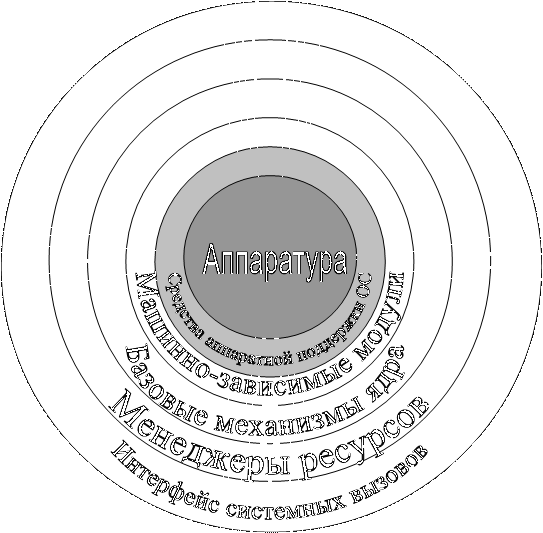 Аппаратура
Средства аппаратной поддержки ОС
Машинно-зависимые модули
Базовые механизмы ядра
Менеджеры ресурсов
Интерфейс системных вызовов